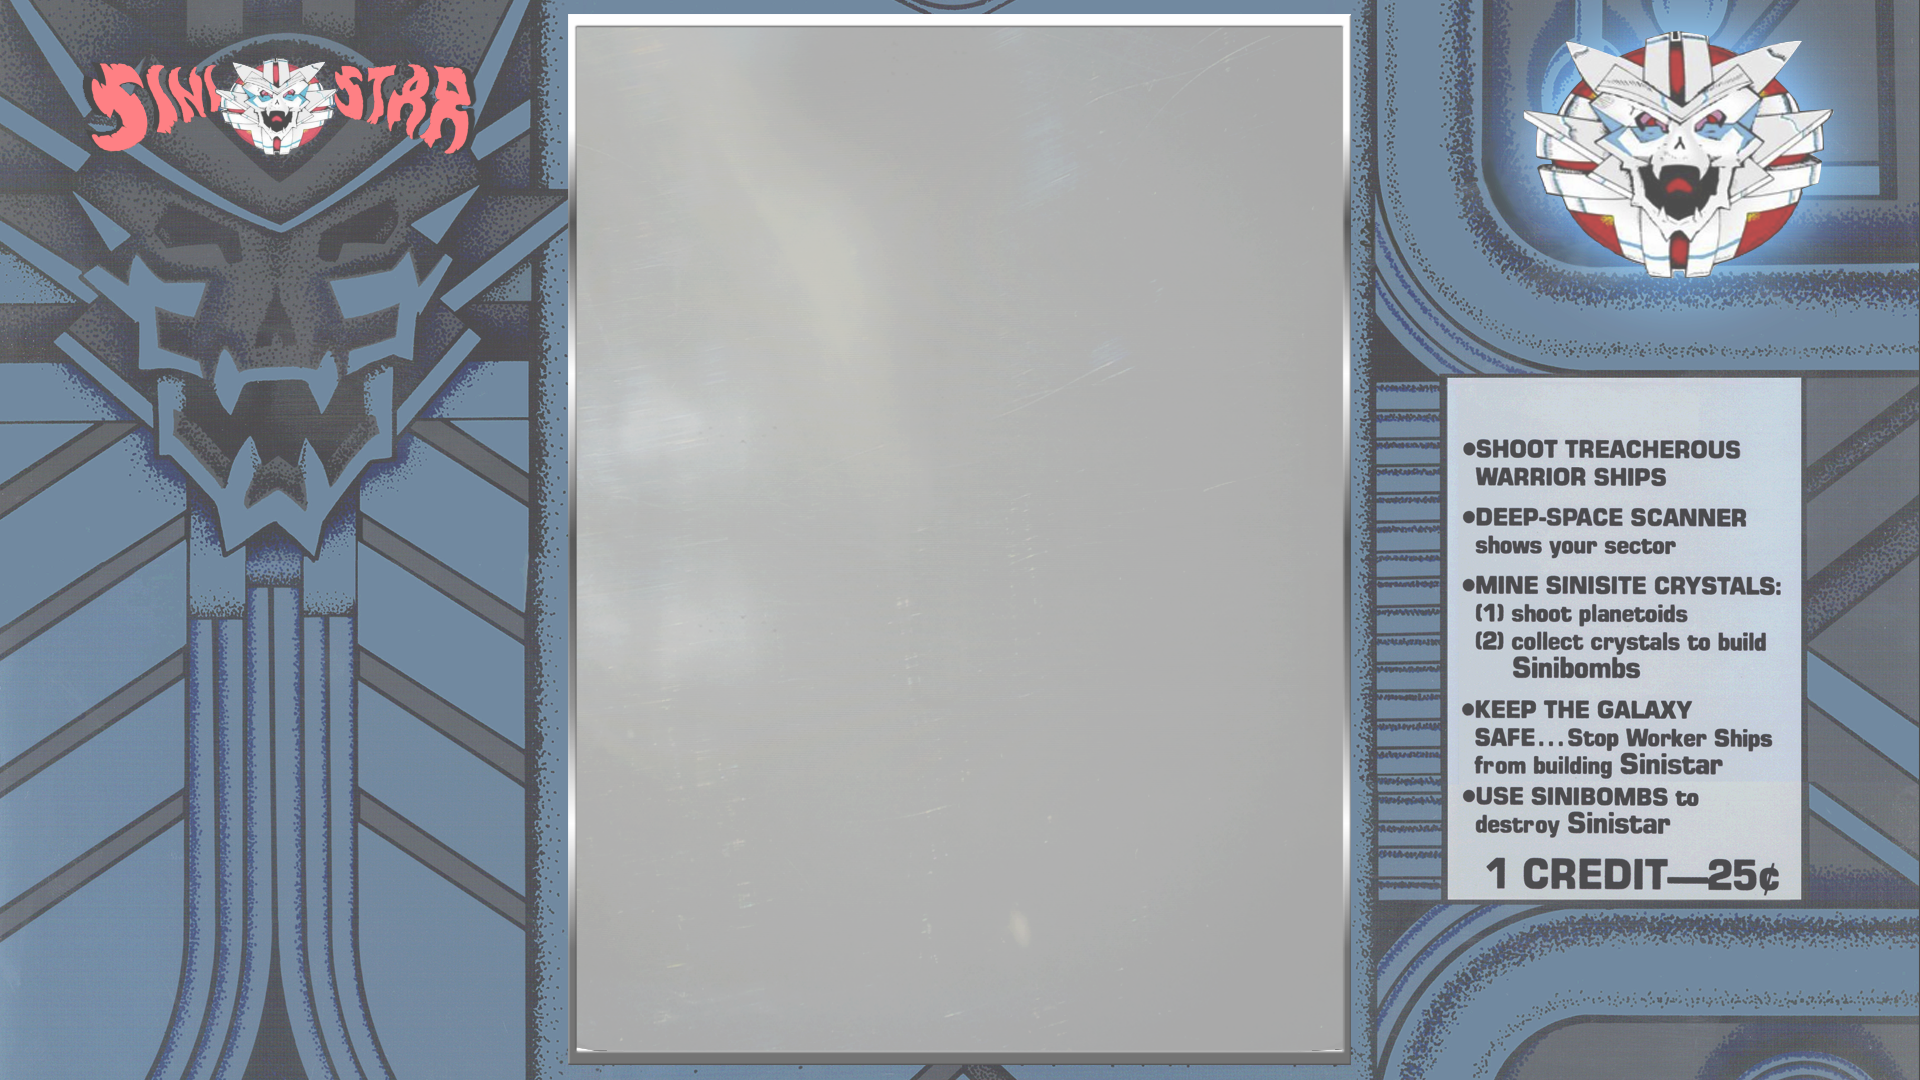 SINISTAR
•SHOOT TREACHEROUS
WARRIOR SHIPS
•DEEP-SPACE SCANNER
shows your sector
•MINE SINISITE CRYSTALS:
(1) shoot planetoids
(2) collect crystals to build
Sinibombs
•KEEP THE GALAXY
SAFE...Stop Worker Ships
from building Sinistar
•USE SINIBOMBS to
destroy Sinistar
1 CREDIT—25¢